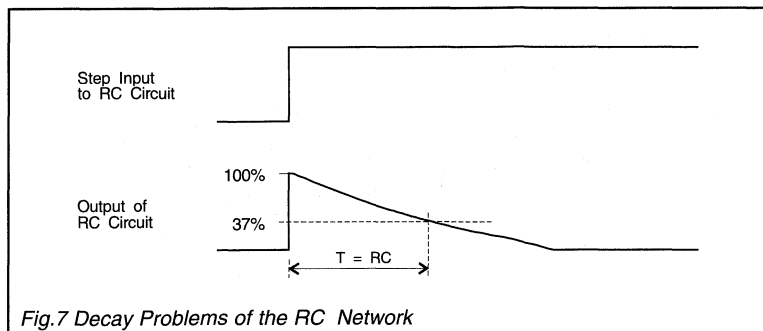 Step Input
to RC Circuit
100%
Output of
RC Circuit
37%
T = RC
Fig.7 Decay Problems of the RC Network